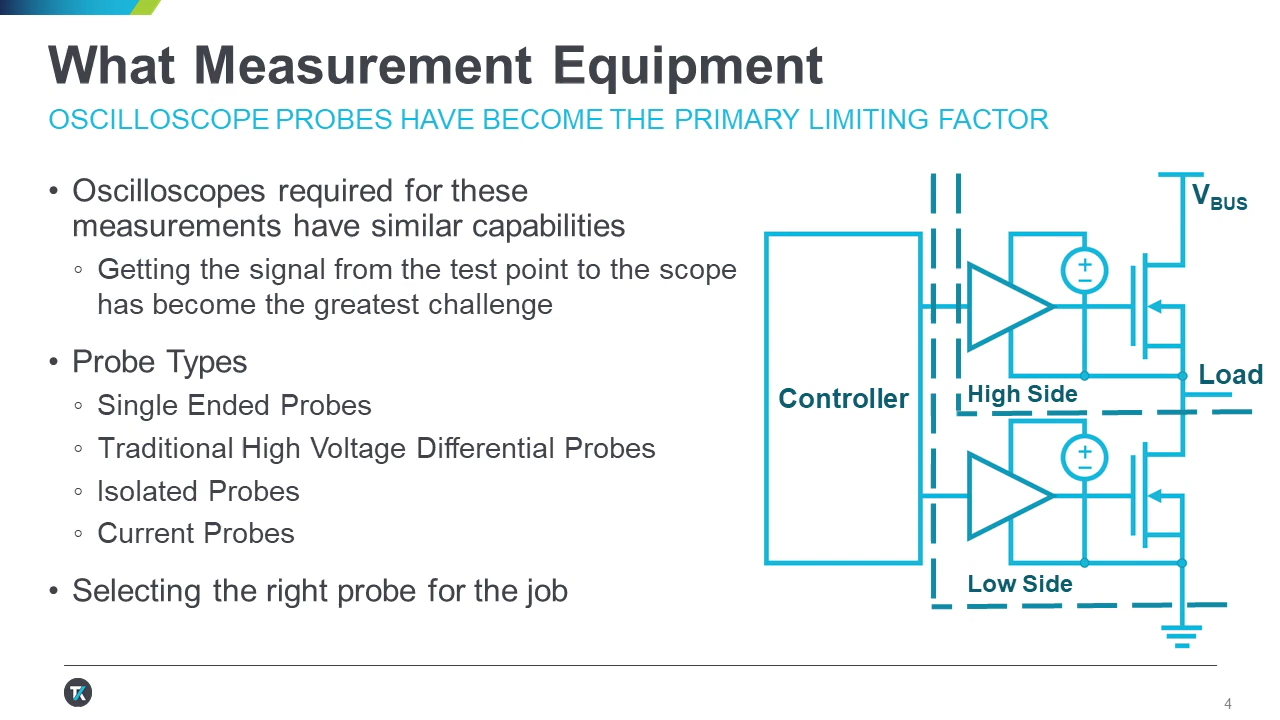 What Measurement Equipment
OSCILLOSCOPE PROBES HAVE BECOME THE PRIMARY LIMITING FACTOR
• Oscilloscopes required for these
measurements have similar capabilities
◦ Getting the signal from the test point to the scope
has become the greatest challenge
• Probe Types
◦ Single Ended Probes
◦ Traditional High Voltage Differential Probes
◦ Isolated Probes
◦ Current Probes
• Selecting the right probe for the job
VBUS
+
−
Load
Controller
High Side
+
−
Low Side
TK
4